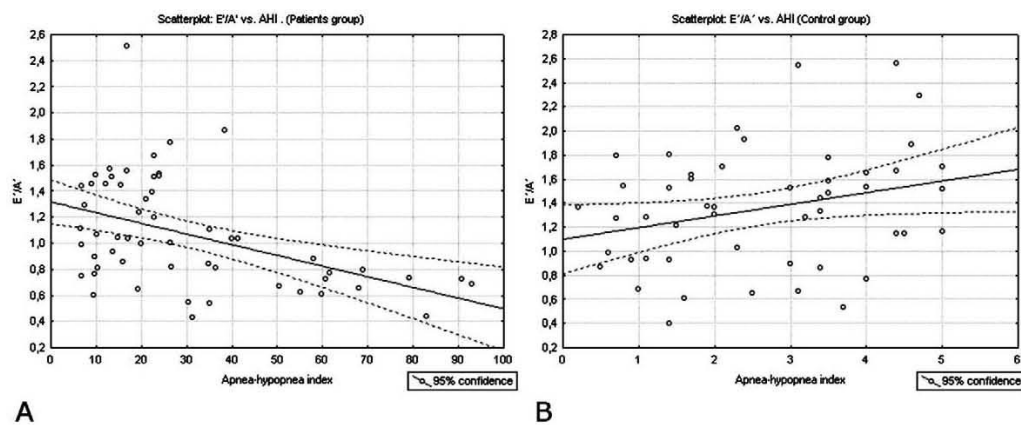 Scatterplot: E'/A' vs. AHI . (Patients group)
2,6
2,4
2,2
2,0
1,8
1,6
1,4
1,2
1,0
0,8
0,6
0,4
0,2
E'/A'
0 10 20 30 40 50 60 70 80 90 100
Apnea-hypopnea index
95% confidence
A
Scatterplot: E´/A´ vs. AHI (Control group)
2,8
2,6
2,4
2,2
2,0
1,8
1,6
1,4
1,2
1,0
0,8
0,6
0,4
0,2
E´/A´
0 1 2 3 4 5 6
Apnea-hypopnea index
95% confidence
B